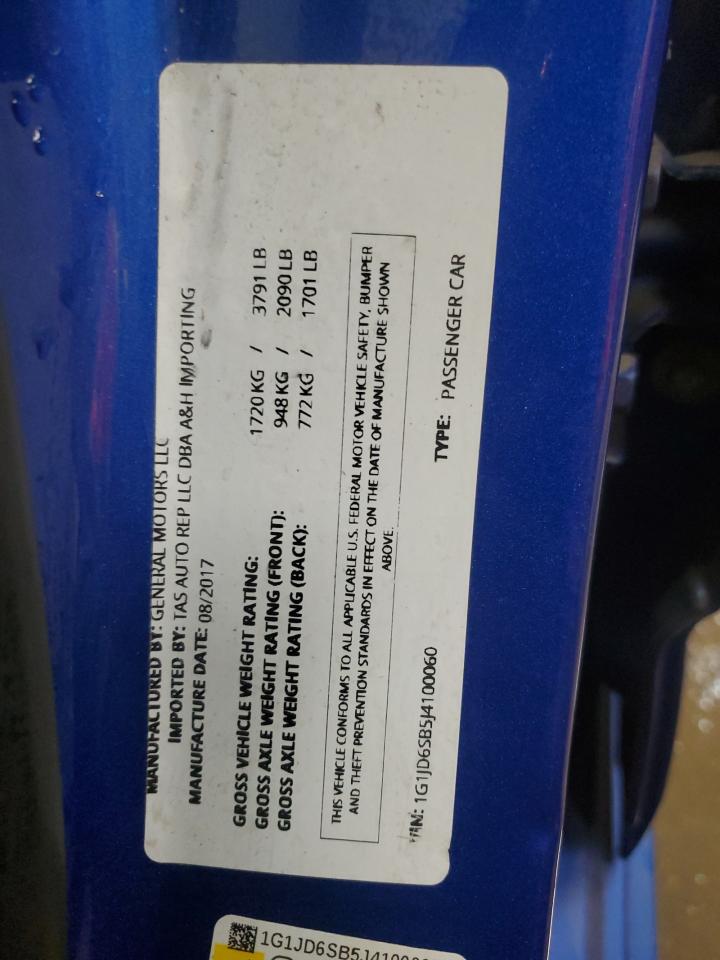 MANUFACTURED BY: GENERAL MOTORS LLC
IMPORTED BY: TAS AUTO REP LLC DBA A&H IMPORTING
MANUFACTURE DATE: 08/2017
GROSS VEHICLE WEIGHT RATING: 1720 KG / 3791 LB
GROSS AXLE WEIGHT RATING (FRONT): 948 KG / 2090 LB
GROSS AXLE WEIGHT RATING (BACK): 772 KG / 1701 LB
THIS VEHICLE CONFORMS TO ALL APPLICABLE U.S. FEDERAL MOTOR VEHICLE SAFETY, BUMPER
AND THEFT PREVENTION STANDARDS IN EFFECT ON THE DATE OF MANUFACTURE SHOWN
ABOVE.
VIN: 1G1JD6SB5J4100060 TYPE: PASSENGER CAR